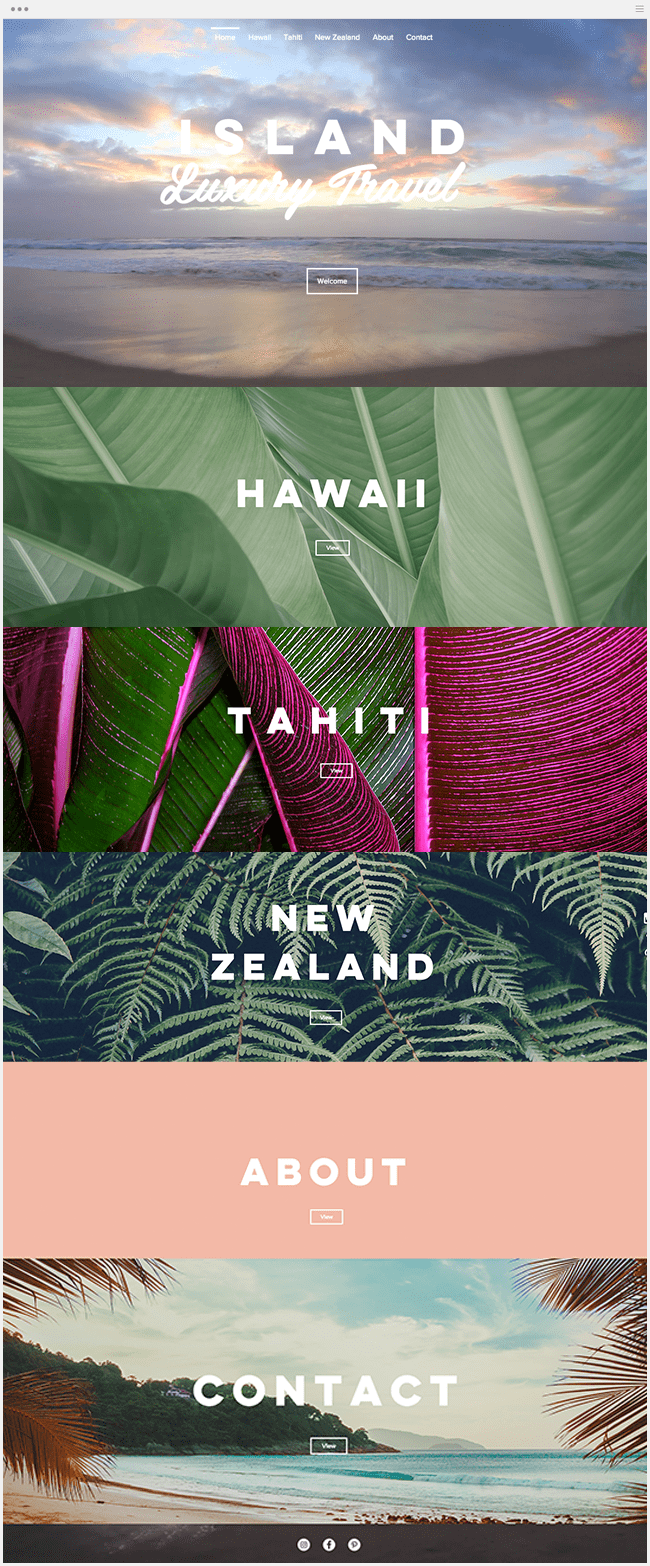 Home Hawaii Tahiti New Zealand About Contact
ISLAND
Luxury Travel
Welcome
HAWAII
View
TAHITI
View
NEW
ZEALAND
View
ABOUT
View
CONTACT
View